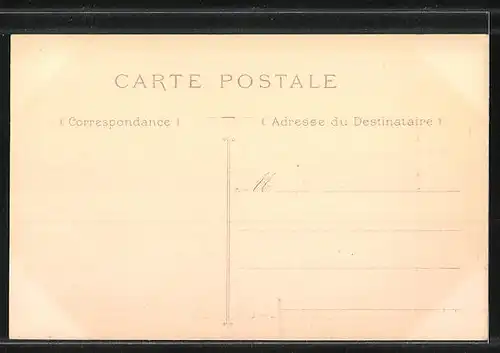 CARTE POSTALE
( Correspondance )
( Adresse du Destinataire )
M